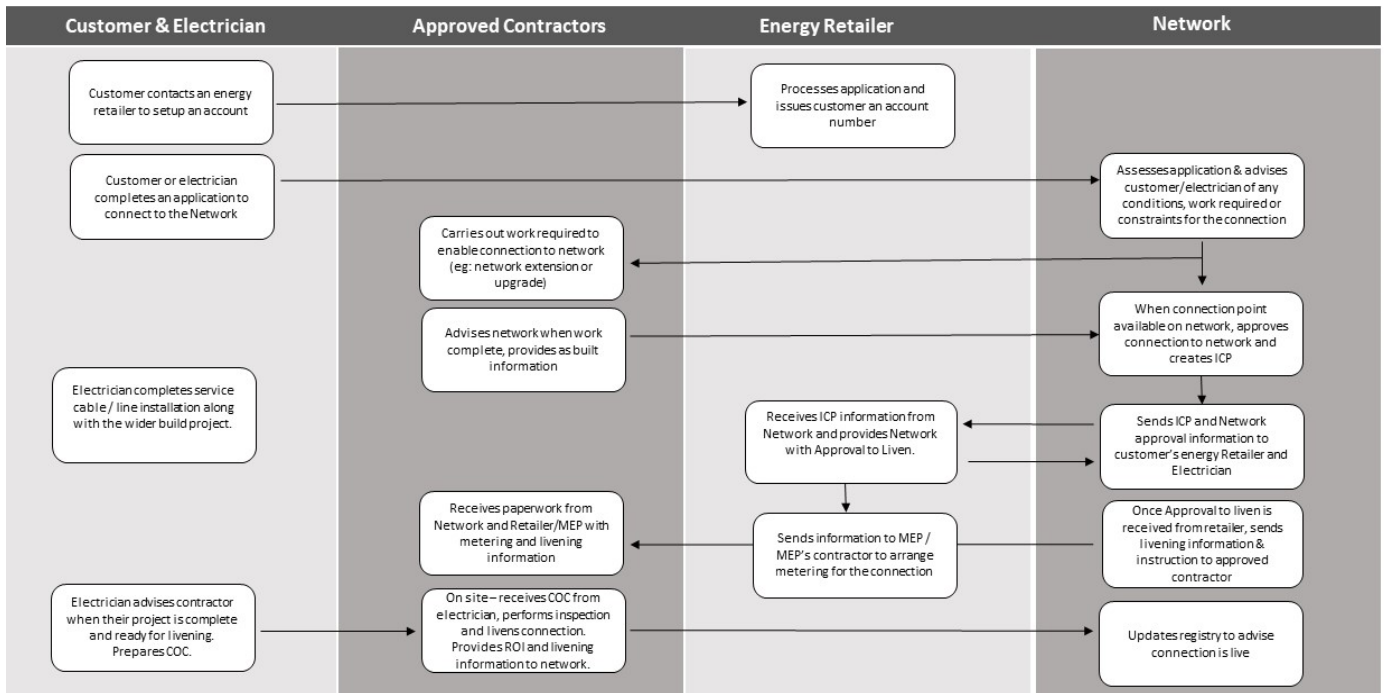 Customer & Electrician
Approved Contractors
Energy Retailer
Network
Customer contacts an energy
retailer to setup an account
Processes application and
issues customer an account
number
Customer or electrician
completes an application to
connect to the Network
Assesses application & advises
customer/electrician of any
conditions, work required or
constraints for the connection
Carries out work required to
enable connection to network
(eg: network extension or
upgrade)
When connection point
available on network, approves
connection to network and
creates ICP
Advises network when work
complete, provides as built
information
Electrician completes service
cable / line installation along
with the wider build project.
Receives ICP information from
Network and provides Network
with Approval to Liven.
Sends ICP and Network
approval information to
customer's energy Retailer and
Electrician
Receives paperwork from
Network and Retailer/MEP with
metering and livening
information
Sends information to MEP /
MEP's contractor to arrange
metering for the connection
Once Approval to liven is
received from retailer, sends
livening information &
instruction to approved
contractor
Electrician advises contractor
when their project is complete
and ready for livening.
Prepares COC.
On site – receives COC from
electrician, performs inspection
and livens connection.
Provides ROI and livening
information to network.
Updates registry to advise
connection is live